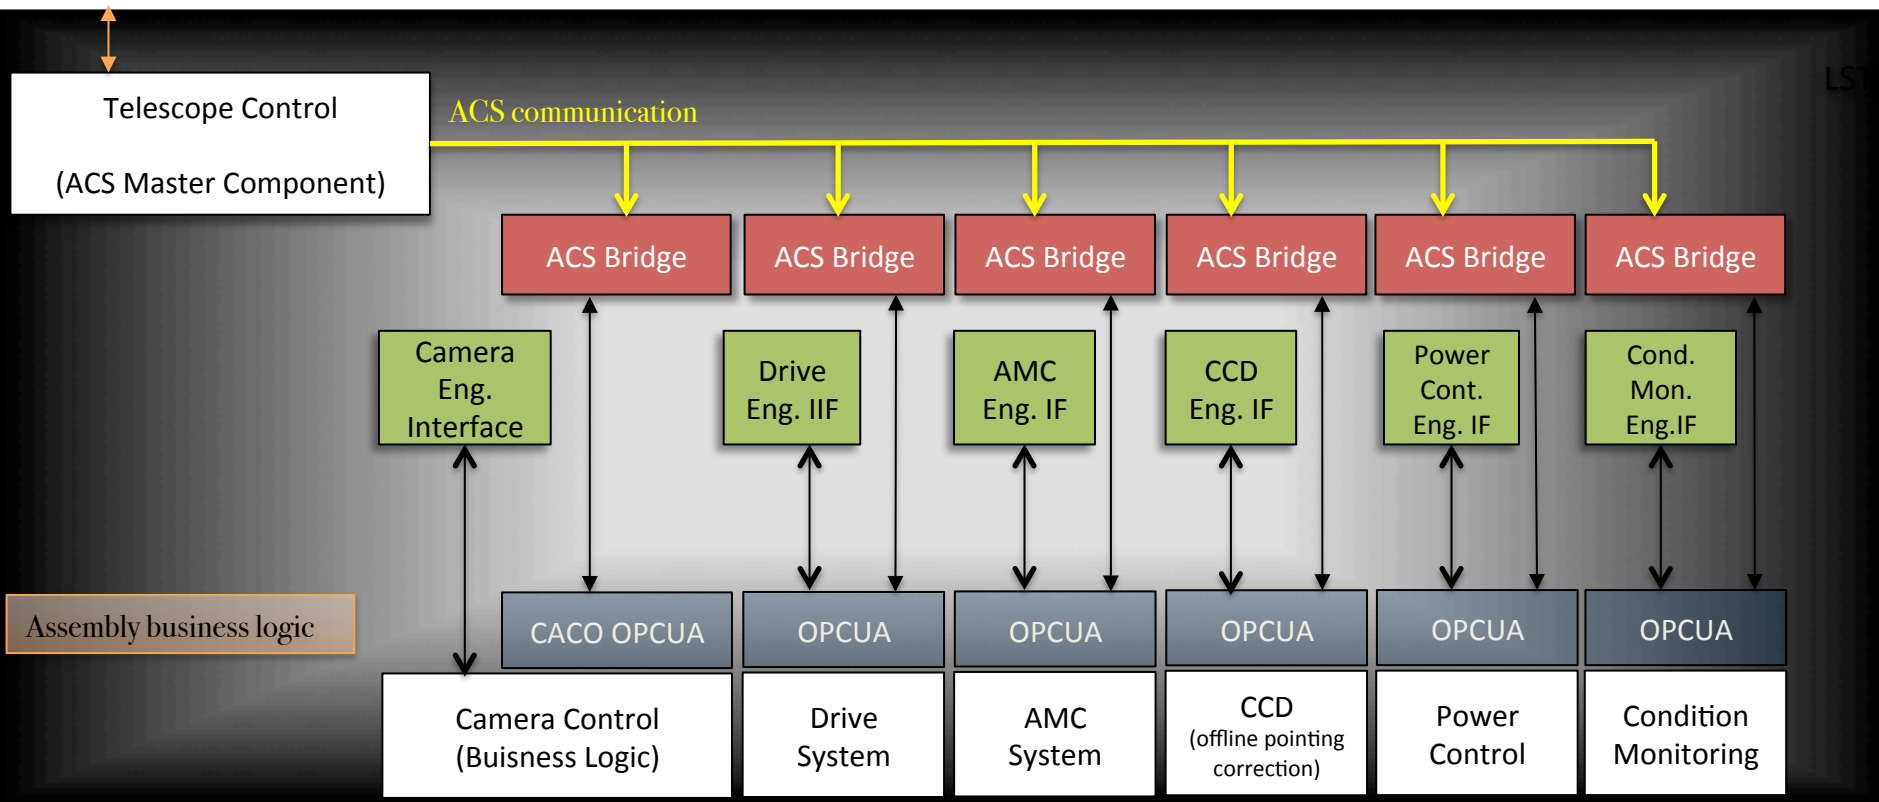 LST
Telescope Control
(ACS Master Component)
ACS communication
ACS Bridge
ACS Bridge
ACS Bridge
ACS Bridge
ACS Bridge
ACS Bridge
Camera
Eng.
Interface
Drive
Eng. IIF
AMC
Eng. IF
CCD
Eng. IF
Power
Cont.
Eng. IF
Cond.
Mon.
Eng.IF
Assembly business logic
CACO OPCUA
OPCUA
OPCUA
OPCUA
OPCUA
OPCUA
Camera Control
(Buisness Logic)
Drive
System
AMC
System
CCD
(offline pointing
correction)
Power
Control
Condition
Monitoring